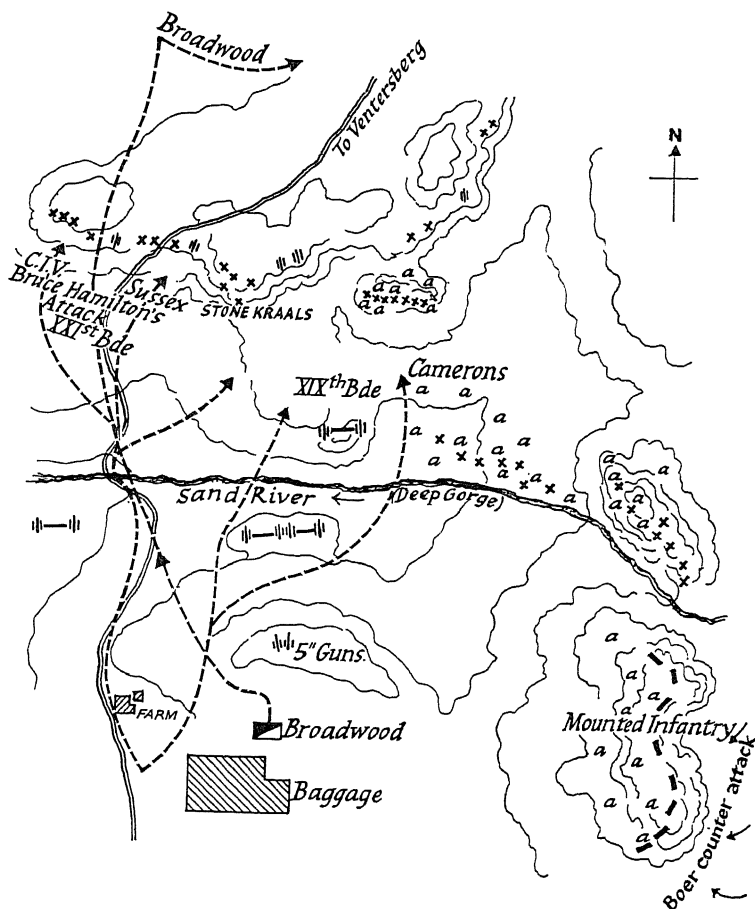 Broadwood
To Ventersberg
N
C.I.V.
Bruce Hamilton's
Attack
XXIst Bde
Sussex
STONE KRAALS
a
a a
a a
a a
XIXth Bde
Camerons
a a
a a
a
a a
a
a a
a a
a
a
a
Sand River
(Deep Gorge)
5" Guns.
FARM
Broadwood
Baggage
a
a
a
Mounted Infantry
a a
a
a a
a
Boer counter attack